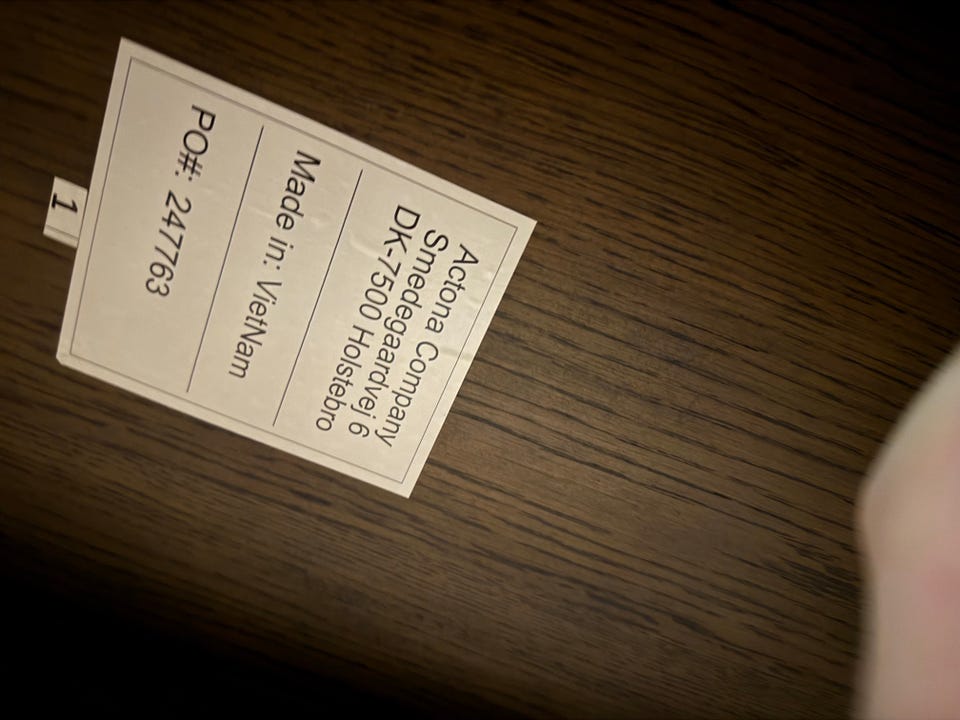 Actona Company
Smedegaardvej 6
DK-7500 Holstebro
Made in: VietNam
PO#: 247763
1